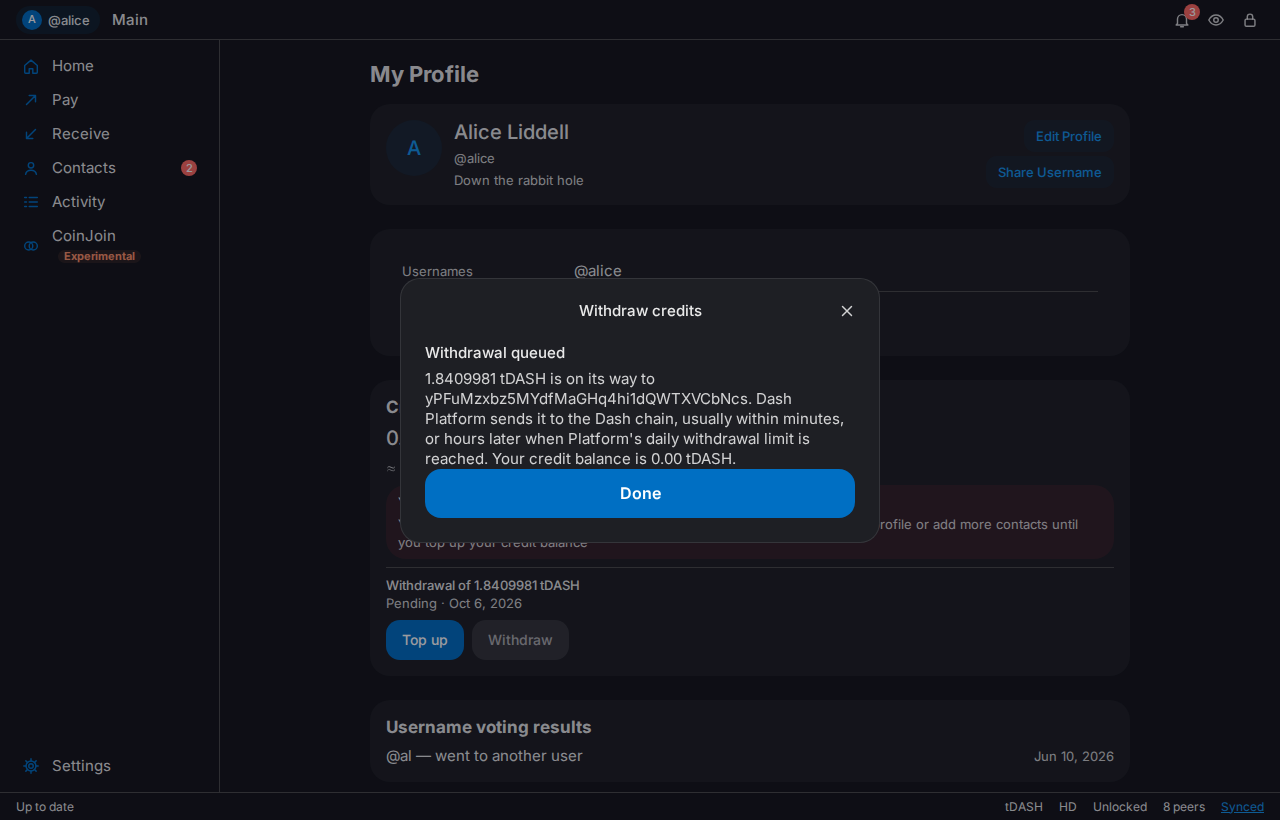 A @alice Main 3
Home
Pay
Receive
Contacts 2
Activity
CoinJoin
Experimental
Settings
My Profile
A
Alice Liddell
@alice
Down the rabbit hole
Edit Profile
Share Username
Usernames @alice
Withdraw credits
Withdrawal queued
1.8409981 tDASH is on its way to
yPFuMzxbz5MYdfMaGHq4hi1dQWTXVCbNcs. Dash
Platform sends it to the Dash chain, usually within minutes,
or hours later when Platform's daily withdrawal limit is
reached. Your credit balance is 0.00 tDASH.
Done
≈
or add more contacts until
you top up your credit balance
Withdrawal of 1.8409981 tDASH
Pending · Oct 6, 2026
Top up Withdraw
Username voting results
@al — went to another user Jun 10, 2026
Up to date tDASH HD Unlocked 8 peers Synced